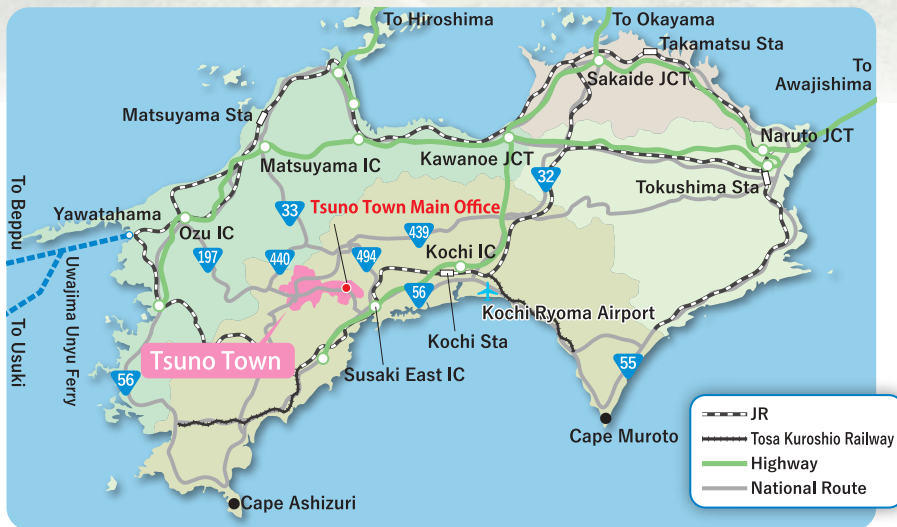 To Hiroshima
To Okayama
Takamatsu Sta
Sakaide JCT
To
Awajishima
Matsuyama Sta
Naruto JCT
Matsuyama IC
Kawanoe JCT
32
Tokushima Sta
To Beppu
Yawatahama
33
Tsuno Town Main Office
Ozu IC
439
197
440
494
Kochi IC
Uwajima Unyu Ferry
56
Kochi Ryoma Airport
To Usuki
Kochi Sta
Tsuno Town
Susaki East IC
55
56
Cape Muroto
Cape Ashizuri
JR
Tosa Kuroshio Railway
Highway
National Route